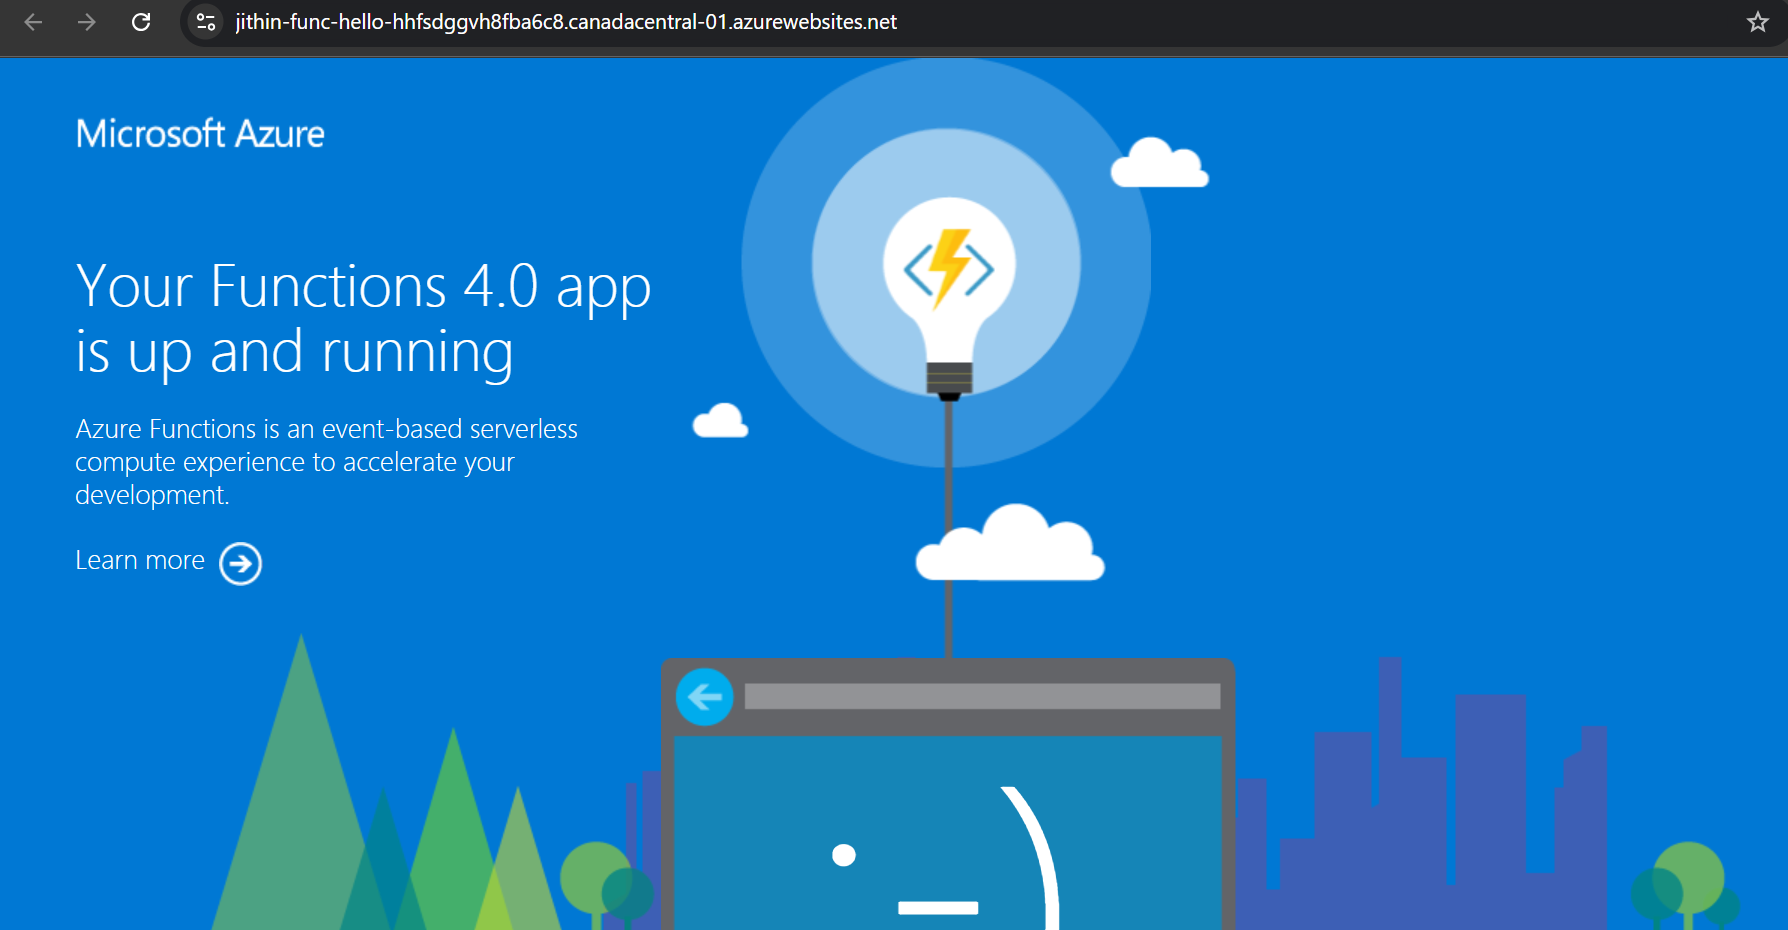 jithin-func-hello-hhfsdggvh8fba6c8.canadacentral-01.azurewebsites.net
Microsoft Azure
Your Functions 4.0 app
is up and running
Azure Functions is an event-based serverless
compute experience to accelerate your
development.
Learn more